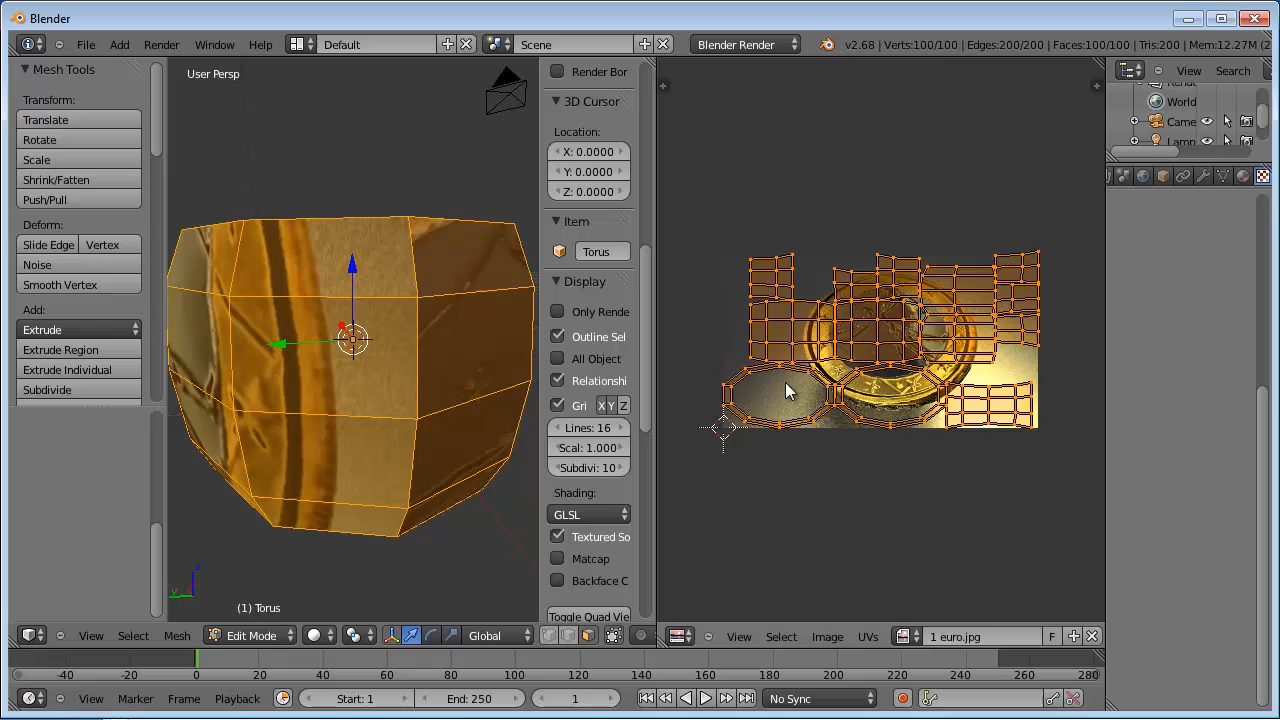 Blender
File Add Render Window Help Default Scene Blender Render v2.68 | Verts:100/100 | Edges:200/200 | Faces:100/100 | Tris:200 | Mem:12.27M (2
Mesh Tools
Transform:
Translate
Rotate
Scale
Shrink/Fatten
Push/Pull
Deform:
Slide Edge Vertex
Noise
Smooth Vertex
Add:
Extrude
Extrude Region
Extrude Individual
Subdivide
User Persp
z
y
(1) Torus
Render Bor
3D Cursor
Location:
X: 0.0000
Y: 0.0000
Z: 0.0000
Item
Torus
Display
Only Rende
Outline Sel
All Object
Relationshi
Gri X Y Z
Lines: 16
Scal: 1.000
Subdivi: 10
Shading:
GLSL
Textured So
Matcap
Backface C
Toggle Quad Vie
View Search
World
Came
Lamp
View Select Mesh Edit Mode Global
View Select Image UVs 1 euro.jpg F
-40 -20 0 20 40 60 80 100 120 140 160 180 200 220 240 260 280
View Marker Frame Playback Start: 1 End: 250 1 No Sync